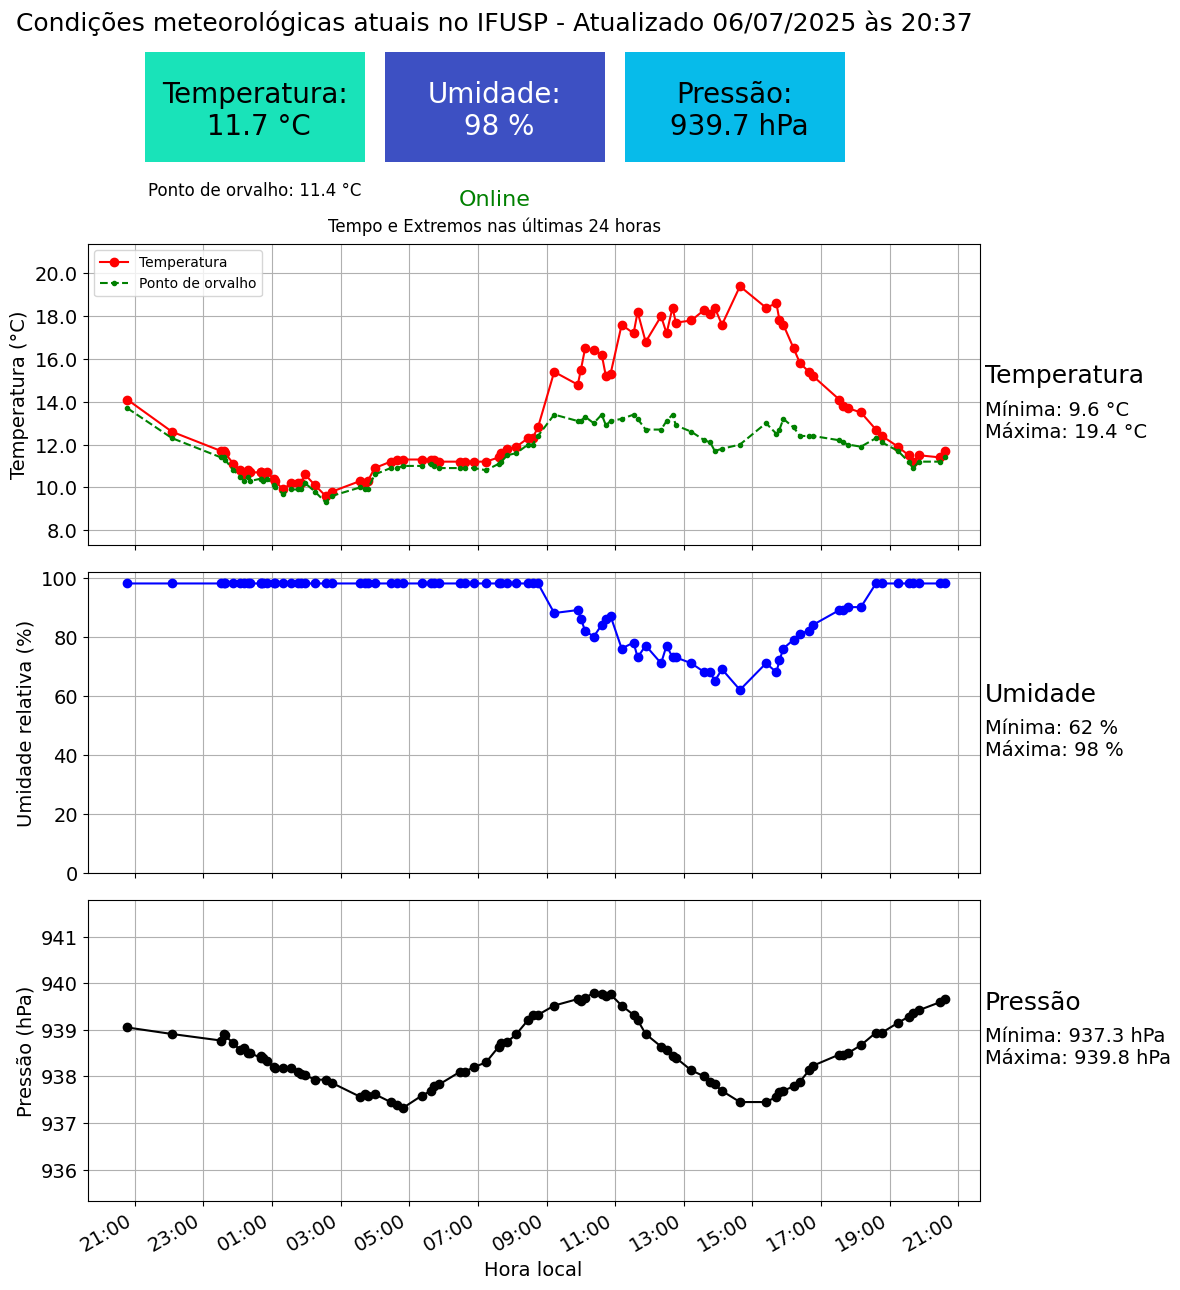 Condições meteorológicas atuais no IFUSP - Atualizado 06/07/2025 às 20:37
Temperatura:
11.7 °C
Umidade:
98 %
Pressão:
939.7 hPa
Ponto de orvalho: 11.4 °C
Online
Tempo e Extremos nas últimas 24 horas
Temperatura
Ponto de orvalho
Temperatura (°C)
20.0
18.0
16.0
14.0
12.0
10.0
8.0
Temperatura
Mínima: 9.6 °C
Máxima: 19.4 °C
Umidade relativa (%)
100
80
60
40
20
0
Umidade
Mínima: 62 %
Máxima: 98 %
Pressão (hPa)
941
940
939
938
937
936
Pressão
Mínima: 937.3 hPa
Máxima: 939.8 hPa
21:00 23:00 01:00 03:00 05:00 07:00 09:00 11:00 13:00 15:00 17:00 19:00 21:00
Hora local